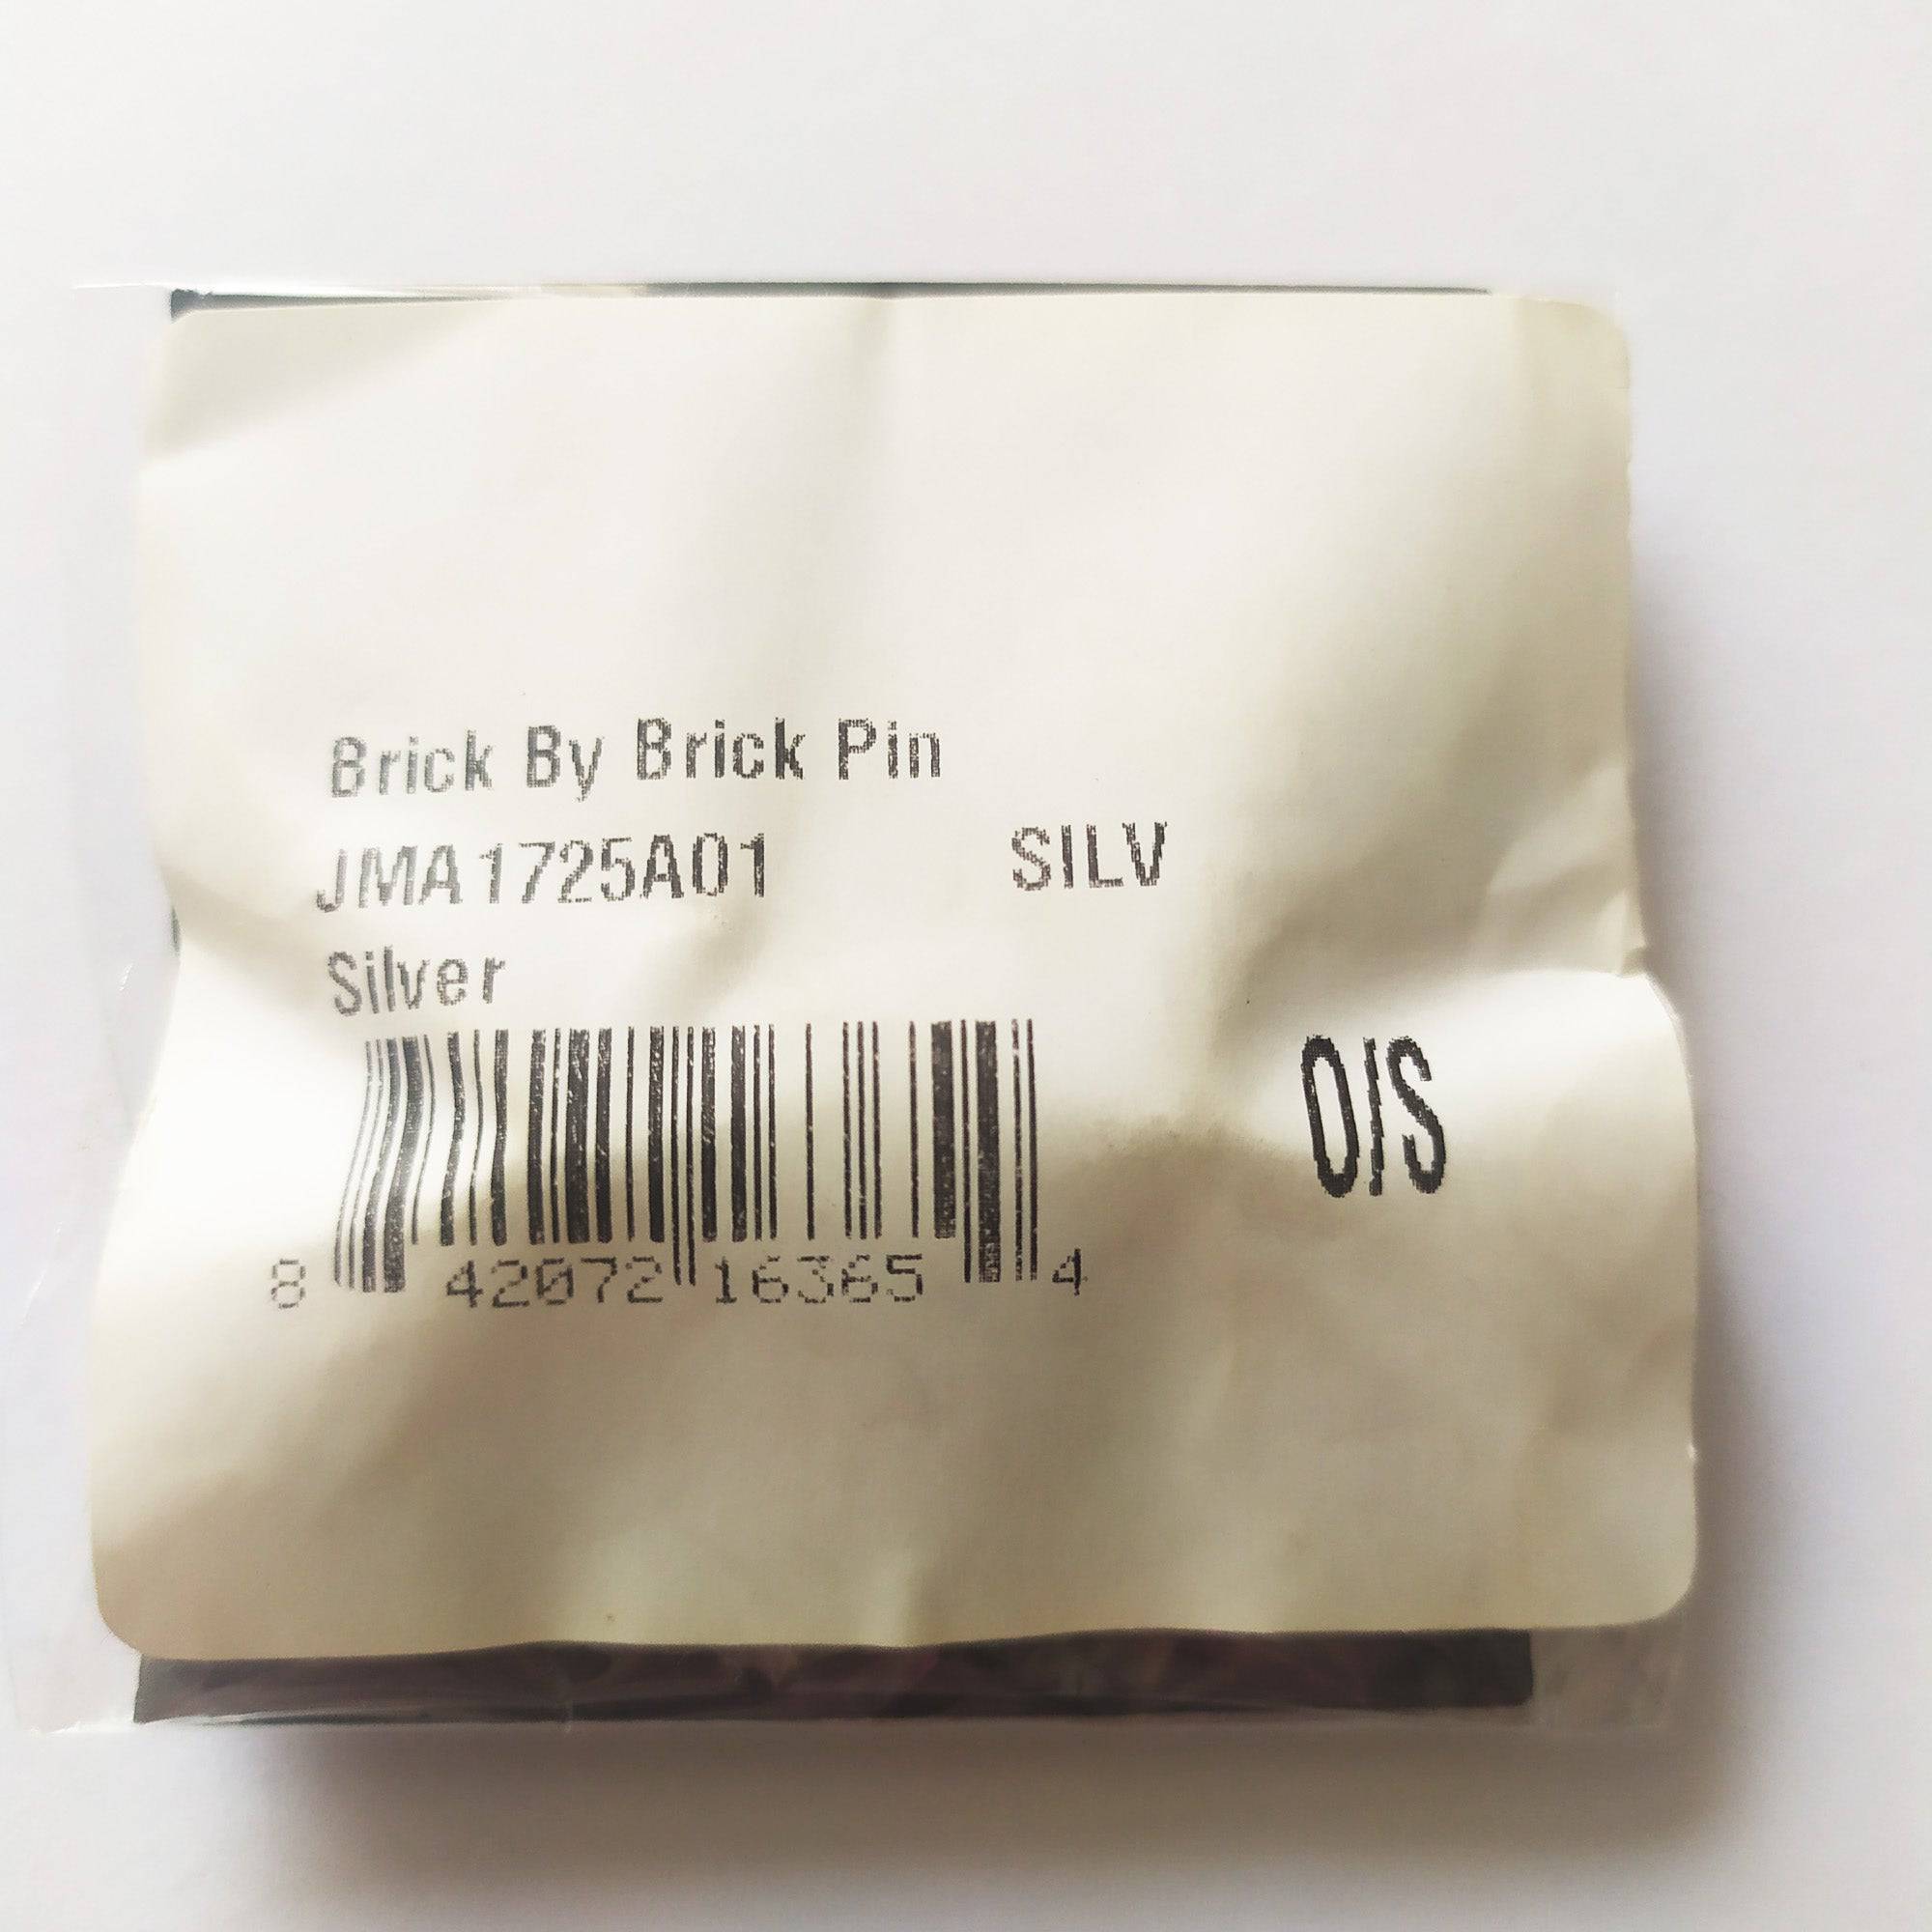 Brick By Brick Pin
JMA1725A01 SILV
Silver
O/S
8 42072 16365 4